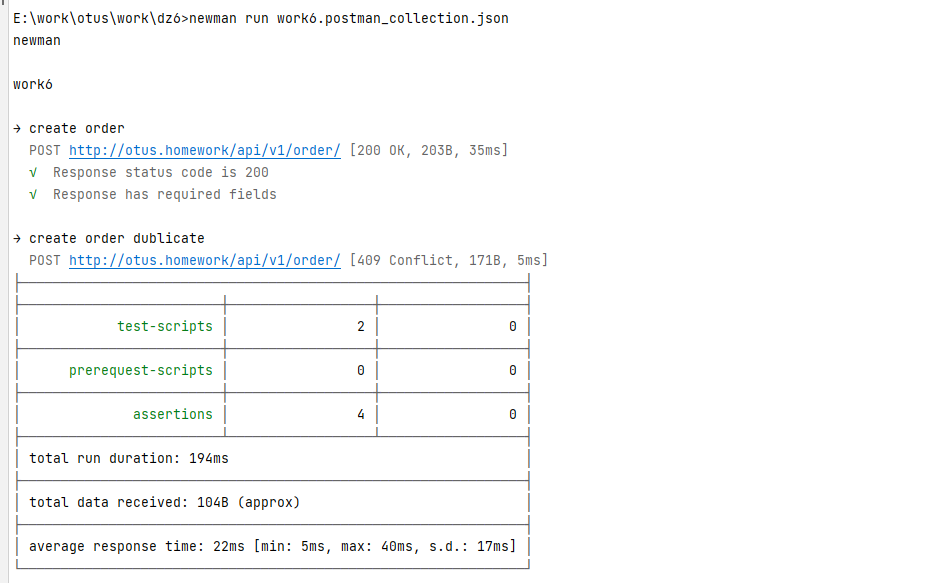 E:\work\otus\work\dz6>newman run work6.postman_collection.json
newman
work6
→ create order
POST http://otus.homework/api/v1/order/ [200 OK, 203B, 35ms]
√ Response status code is 200
√ Response has required fields
→ create order dublicate
POST http://otus.homework/api/v1/order/ [409 Conflict, 171B, 5ms]
test-scripts 2 0
prerequest-scripts 0 0
assertions 4 0
total run duration: 194ms
total data received: 104B (approx)
average response time: 22ms [min: 5ms, max: 40ms, s.d.: 17ms]